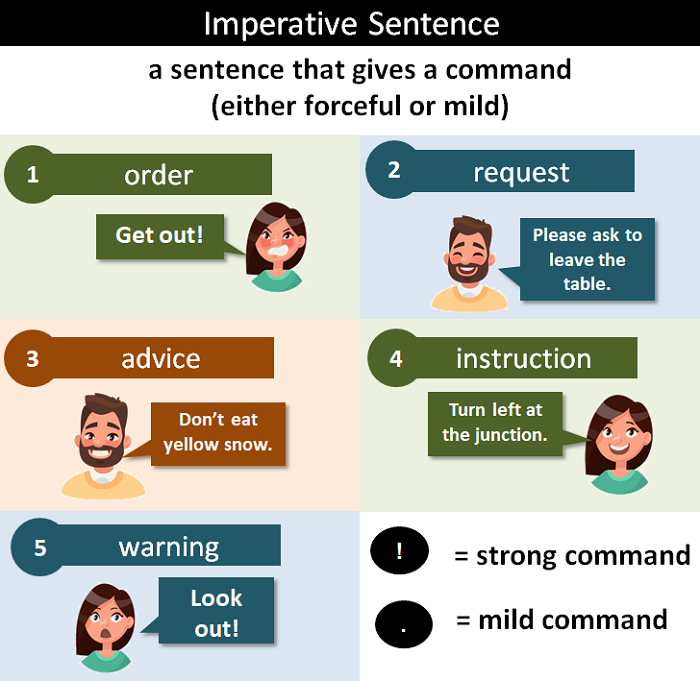 Imperative Sentence
a sentence that gives a command
(either forceful or mild)
1
order
Get out!
2
request
Please ask to
leave the
table.
3
advice
Don’t eat
yellow snow.
4
instruction
Turn left at
the junction.
5
warning
Look
out!
! = strong command
. = mild command